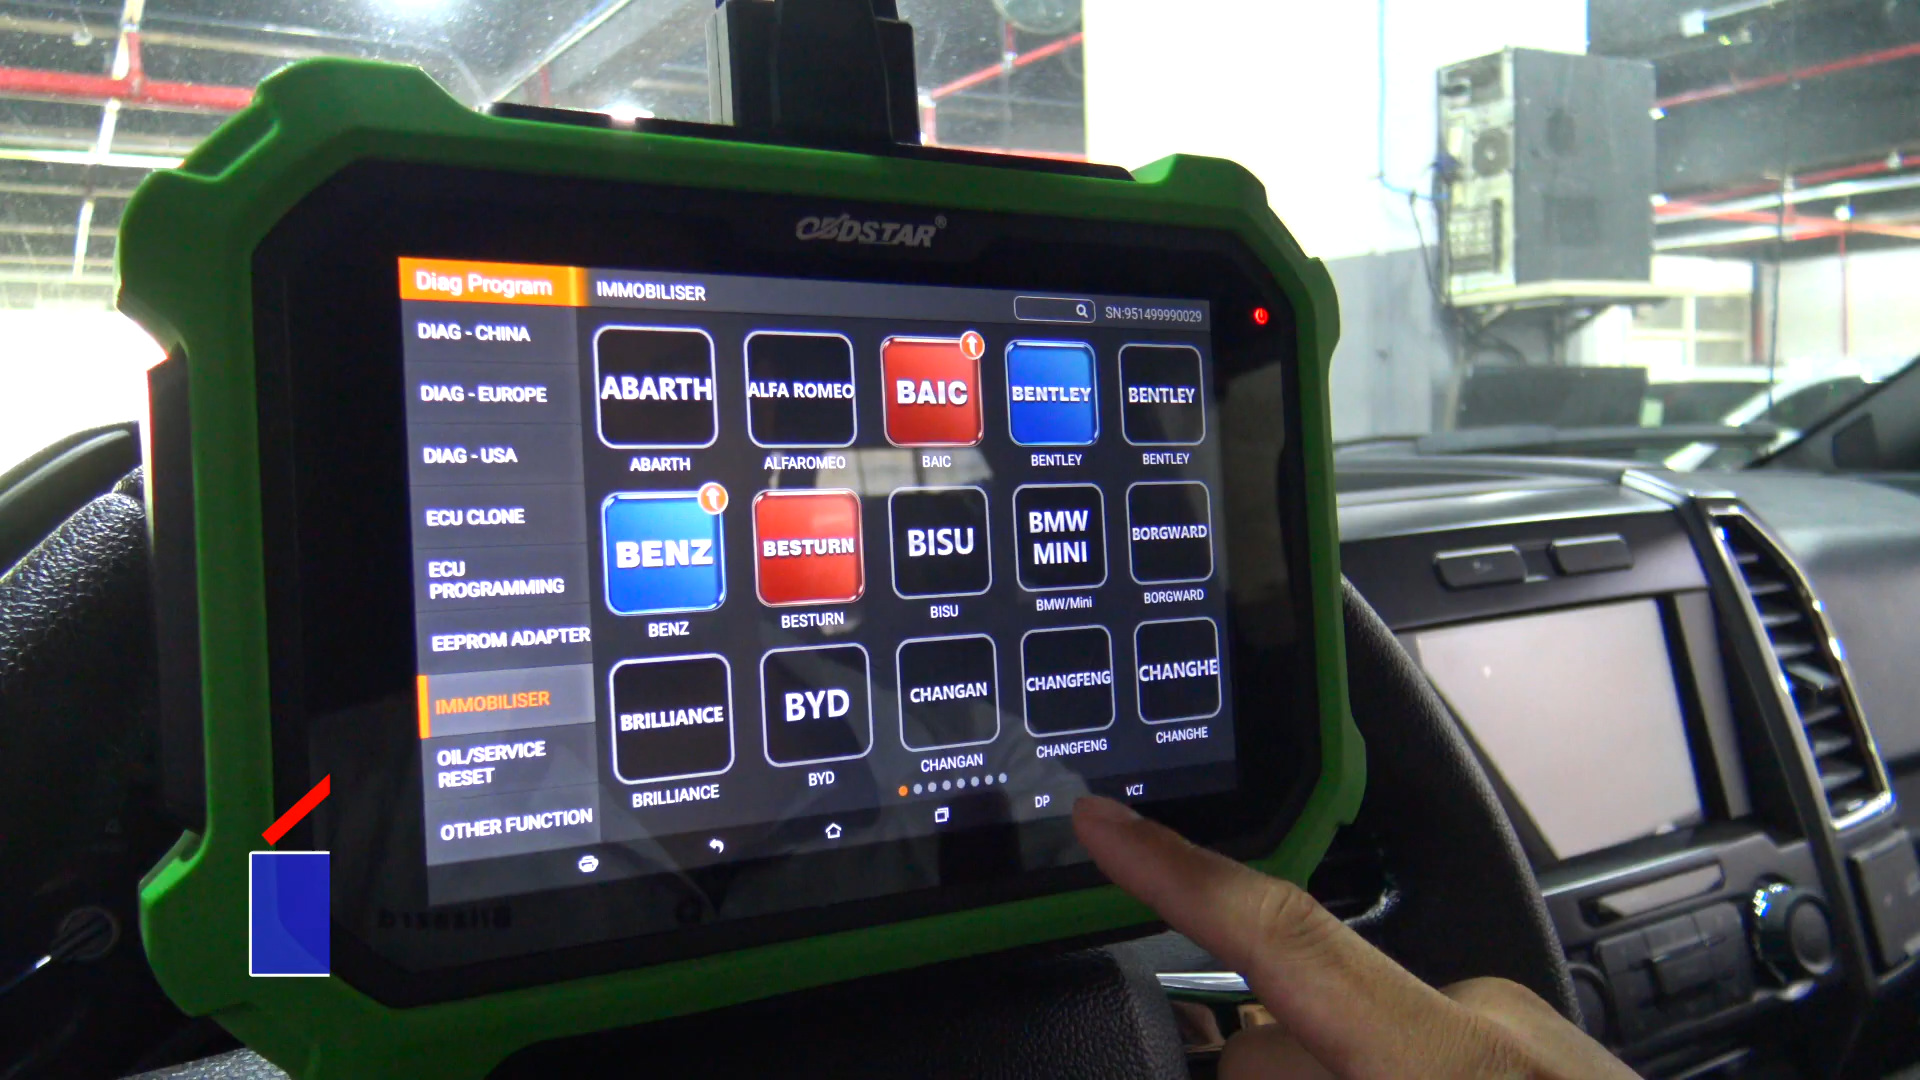 OBDSTAR®
Diag Program
IMMOBILISER
SN:951499990029
DIAG - CHINA
DIAG - EUROPE
DIAG - USA
ECU CLONE
ECU
PROGRAMMING
EEPROM ADAPTER
IMMOBILISER
OIL/SERVICE
RESET
OTHER FUNCTION
ABARTH
ALFA ROMEO
BAIC
BENTLEY
BENTLEY
ABARTH
ALFAROMEO
BAIC
BENTLEY
BENTLEY
BENZ
BESTURN
BISU
BMW
MINI
BORGWARD
BENZ
BESTURN
BISU
BMW/Mini
BORGWARD
BRILLIANCE
BYD
CHANGAN
CHANGFENG
CHANGHE
BRILLIANCE
BYD
CHANGAN
CHANGFENG
CHANGHE
DP
VCI